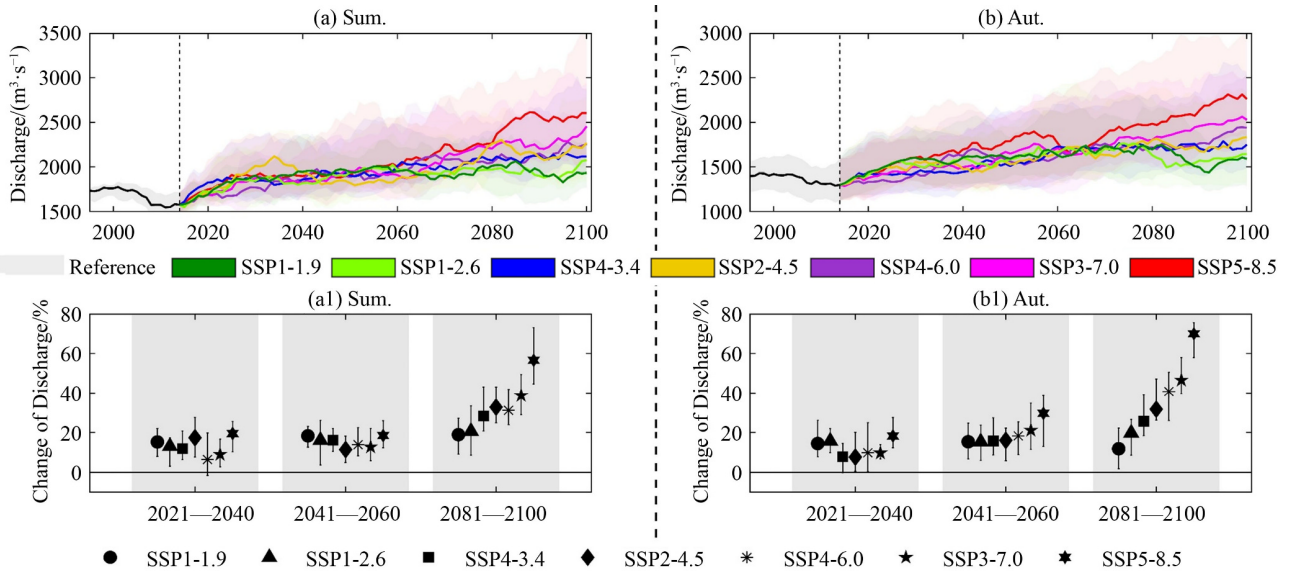 (a) Sum.
Discharge/(m³·s⁻¹)
3500
3000
2500
2000
1500
2000 2020 2040 2060 2080 2100
(b) Aut.
Discharge/(m³·s⁻¹)
3000
2500
2000
1500
1000
2000 2020 2040 2060 2080 2100
Reference SSP1-1.9 SSP1-2.6 SSP4-3.4 SSP2-4.5 SSP4-6.0 SSP3-7.0 SSP5-8.5
(a1) Sum.
Change of Discharge/%
80
60
40
20
0
2021—2040 2041—2060 2081—2100
(b1) Aut.
Change of Discharge/%
80
60
40
20
0
2021—2040 2041—2060 2081—2100
SSP1-1.9 SSP1-2.6 SSP4-3.4 SSP2-4.5 SSP4-6.0 SSP3-7.0 SSP5-8.5